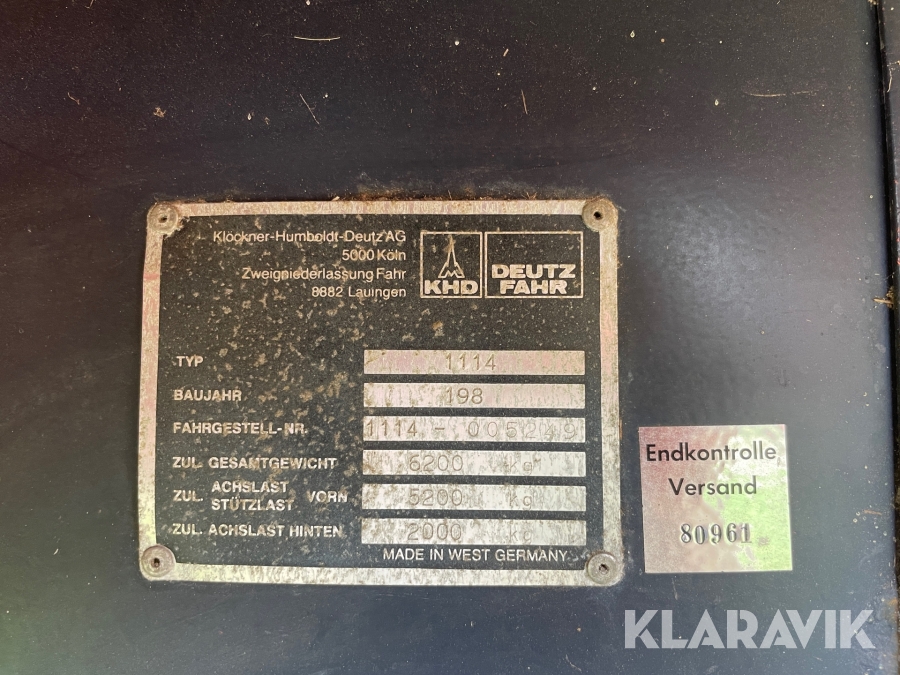 Klöckner-Humboldt-Deutz AG
5000 Köln
Zweigniederlassung Fahr
8882 Lauingen
KHD
DEUTZ
FAHR
TYP 1114
BAUJAHR 198
FAHRGESTELL-NR. 1114 - 005249
ZUL. GESAMTGEWICHT 6200 kg
ZUL. ACHSLAST STÜTZLAST VORN 5200 kg
ZUL. ACHSLAST HINTEN 2000 kg
MADE IN WEST GERMANY
Endkontrolle
Versand
80961
KLARAVIK